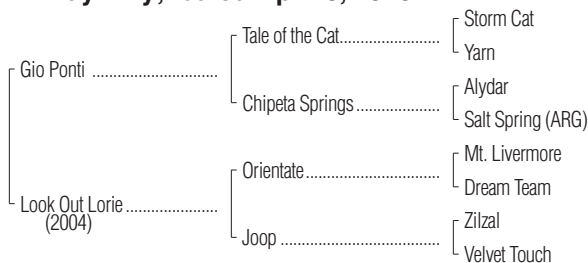 Storm Cat
Tale of the Cat
Yarn
Gio Ponti
Alydar
Chipeta Springs
Salt Spring (ARG)
Mt. Livermore
Orientate
Dream Team
Look Out Lorie
(2004)
Zilzal
Joop
Velvet Touch